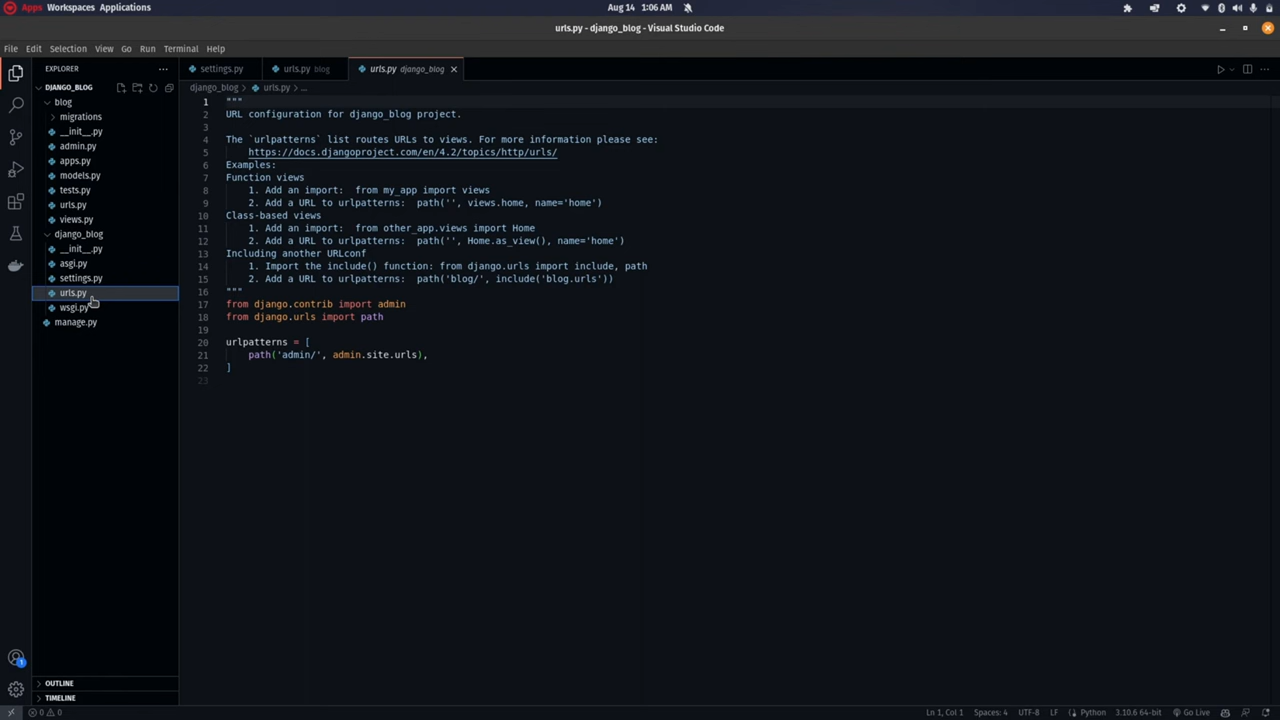 Apps Workspaces Applications
Aug 14 1:06 AM
urls.py - django_blog - Visual Studio Code
File Edit Selection View Go Run Terminal Help
EXPLORER
DJANGO_BLOG
blog
migrations
__init__.py
admin.py
apps.py
models.py
tests.py
urls.py
views.py
django_blog
__init__.py
asgi.py
settings.py
urls.py
wsgi.py
manage.py
OUTLINE
TIMELINE
settings.py urls.py blog urls.py django_blog
django_blog > urls.py > ...
1 """
2 URL configuration for django_blog project.
3
4 The `urlpatterns` list routes URLs to views. For more information please see:
5 https://docs.djangoproject.com/en/4.2/topics/http/urls/
6 Examples:
7 Function views
8 1. Add an import:  from my_app import views
9 2. Add a URL to urlpatterns:  path('', views.home, name='home')
10 Class-based views
11 1. Add an import:  from other_app.views import Home
12 2. Add a URL to urlpatterns:  path('', Home.as_view(), name='home')
13 Including another URLconf
14 1. Import the include() function: from django.urls import include, path
15 2. Add a URL to urlpatterns:  path('blog/', include('blog.urls'))
16 """
17 from django.contrib import admin
18 from django.urls import path
19
20 urlpatterns = [
21 path('admin/', admin.site.urls),
22 ]
23
1
0 0
Ln 1, Col 1 Spaces: 4 UTF-8 LF Python 3.10.6 64-bit Go Live